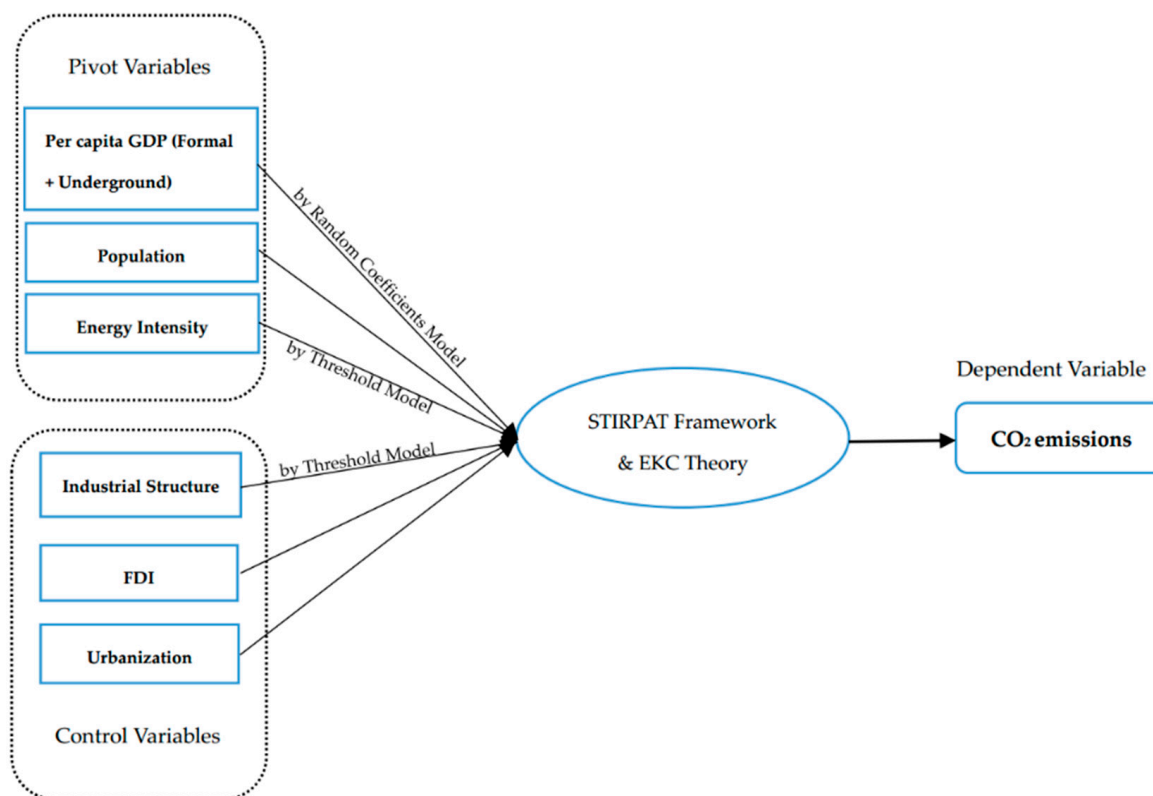 Pivot Variables
Per capita GDP (Formal
+ Underground)
Population
Energy Intensity
by Random Coefficients Model
by Threshold Model
by Threshold Model
Industrial Structure
FDI
Urbanization
Control Variables
STIRPAT Framework
& EKC Theory
Dependent Variable
CO₂ emissions